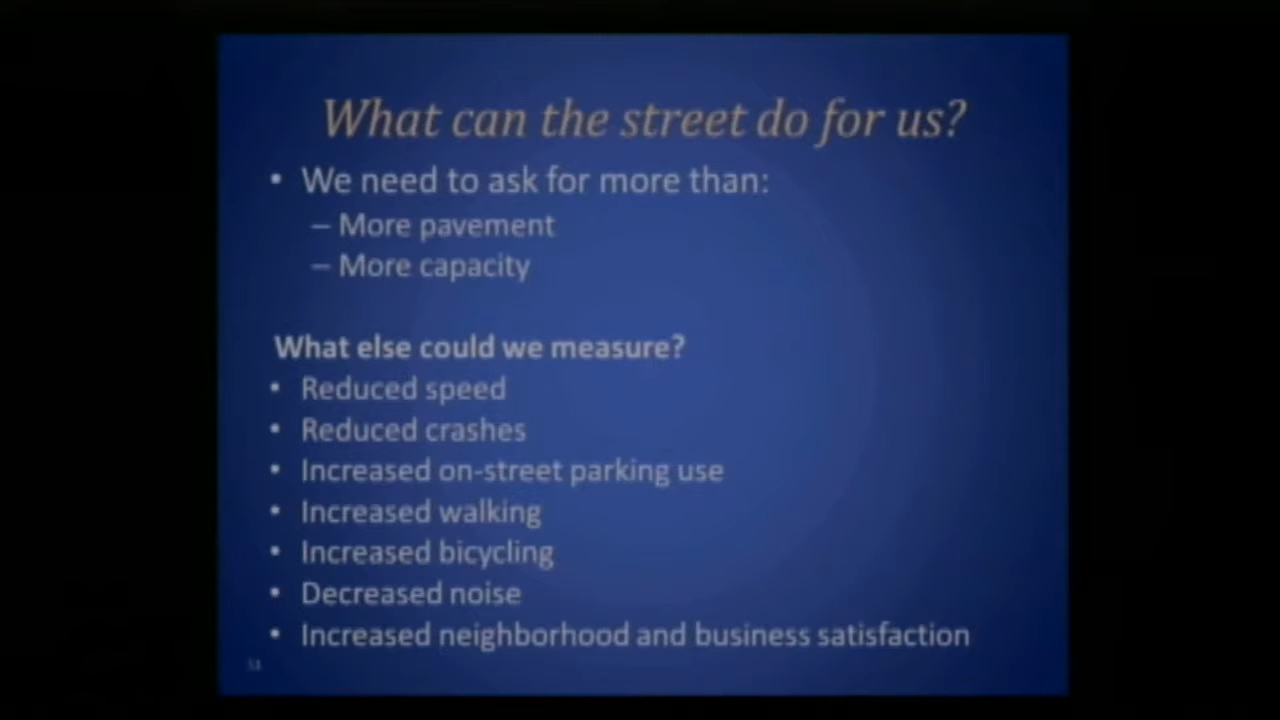 What can the street do for us?
• We need to ask for more than:
– More pavement
– More capacity
What else could we measure?
• Reduced speed
• Reduced crashes
• Increased on-street parking use
• Increased walking
• Increased bicycling
• Decreased noise
• Increased neighborhood and business satisfaction